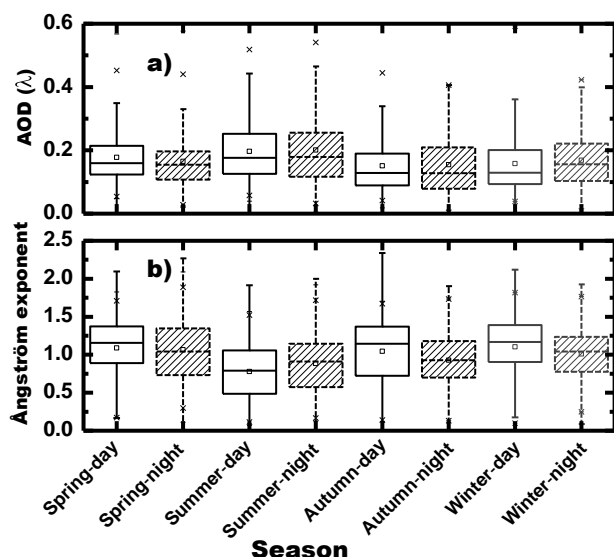 0.6
a)
0.4
AOD (λ)
0.2
0.0
2.5
b)
2.0
1.5
Ångström exponent
1.0
0.5
0.0
Spring-day
Spring-night
Summer-day
Summer-night
Autumn-day
Autumn-night
Winter-day
Winter-night
Season